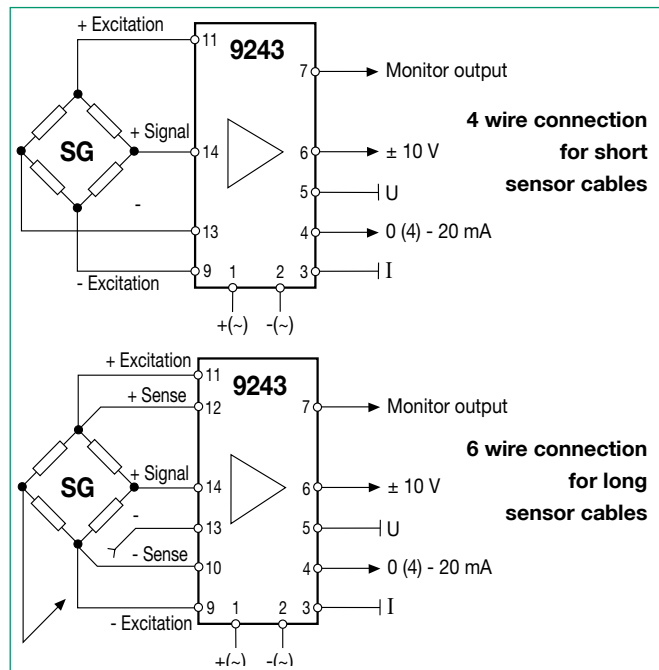 + Excitation
11
9243
7
Monitor output
4 wire connection
for short
sensor cables
+ Signal
SG
14
6
± 10 V
5
U
-
13
4
0 (4) - 20 mA
9
1
2
3
I
- Excitation
+(~)
-(~)
+ Excitation
11
9243
+ Sense
12
7
Monitor output
6 wire connection
for long
sensor cables
+ Signal
SG
14
6
± 10 V
-
13
5
U
- Sense
10
4
0 (4) - 20 mA
9
1
2
3
I
- Excitation
+(~)
-(~)